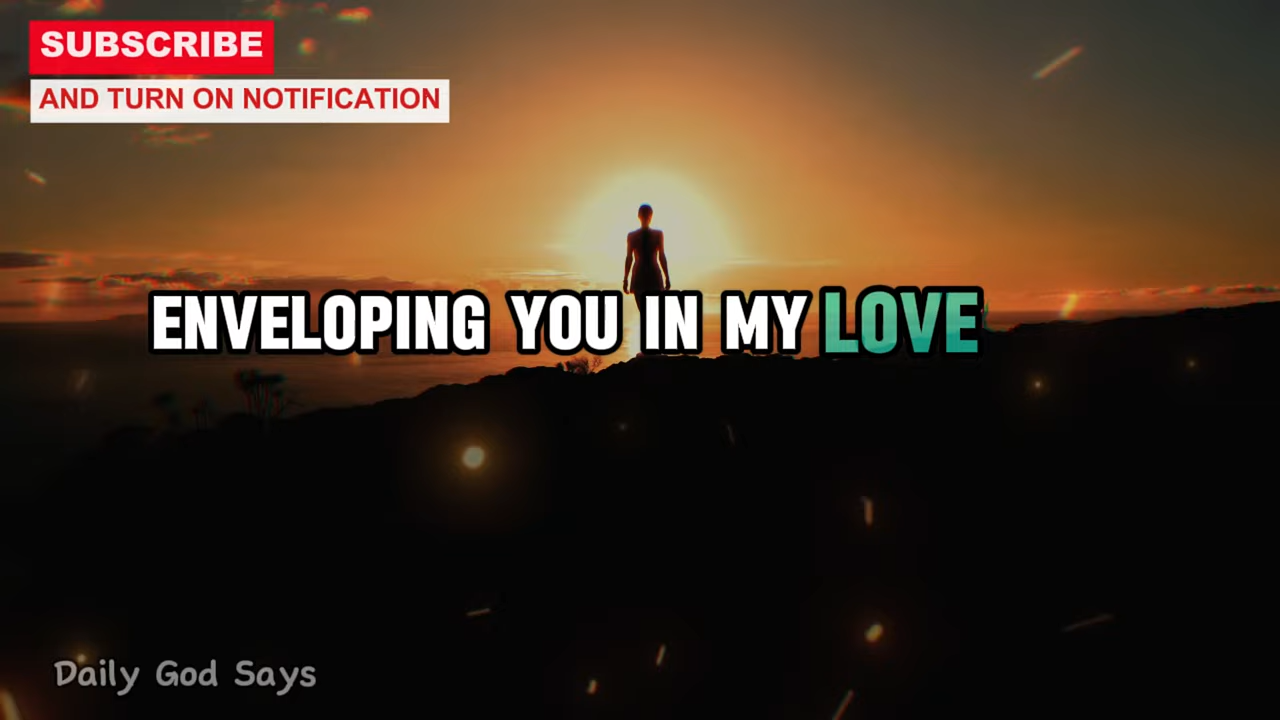 SUBSCRIBE
AND TURN ON NOTIFICATION
ENVELOPING YOU IN MY LOVE
Daily God Says